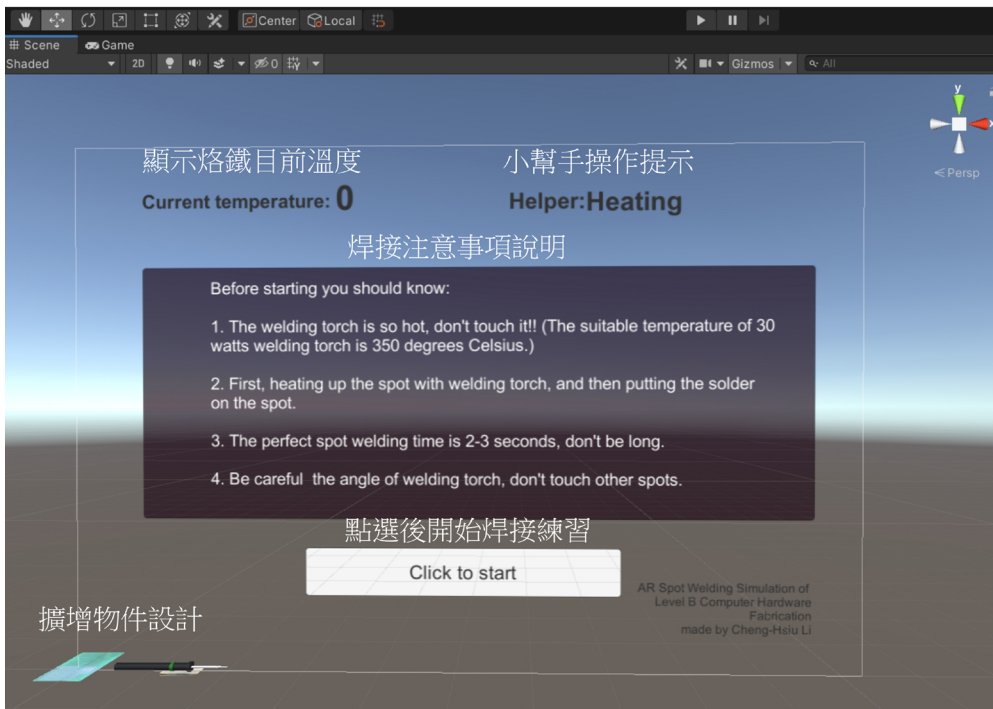 Center Local
# Scene Game
Shaded 2D 0 Gizmos All
y
x
Persp
顯示烙鐵目前溫度 小幫手操作提示
Current temperature: 0 Helper:Heating
焊接注意事項說明
Before starting you should know:
1. The welding torch is so hot, don't touch it!! (The suitable temperature of 30
watts welding torch is 350 degrees Celsius.)
2. First, heating up the spot with welding torch, and then putting the solder
on the spot.
3. The perfect spot welding time is 2-3 seconds, don't be long.
4. Be careful the angle of welding torch, don't touch other spots.
點選後開始焊接練習
Click to start
AR Spot Welding Simulation of
Level B Computer Hardware
Fabrication
made by Cheng-Hsiu Li
擴增物件設計